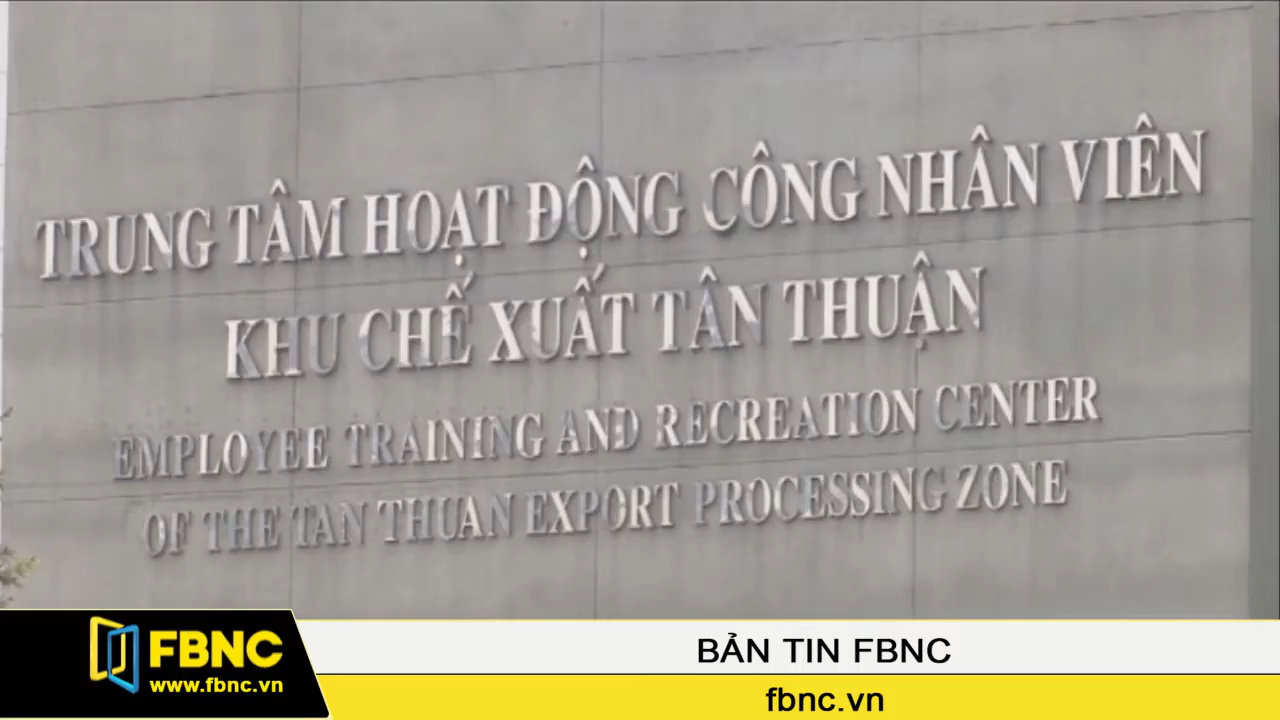 TRUNG TÂM HOẠT ĐỘNG CÔNG NHÂN VIÊN
KHU CHẾ XUẤT TÂN THUẬN
EMPLOYEE TRAINING AND RECREATION CENTER
OF THE TAN THUAN EXPORT PROCESSING ZONE
FBNC
www.fbnc.vn
BẢN TIN FBNC
fbnc.vn